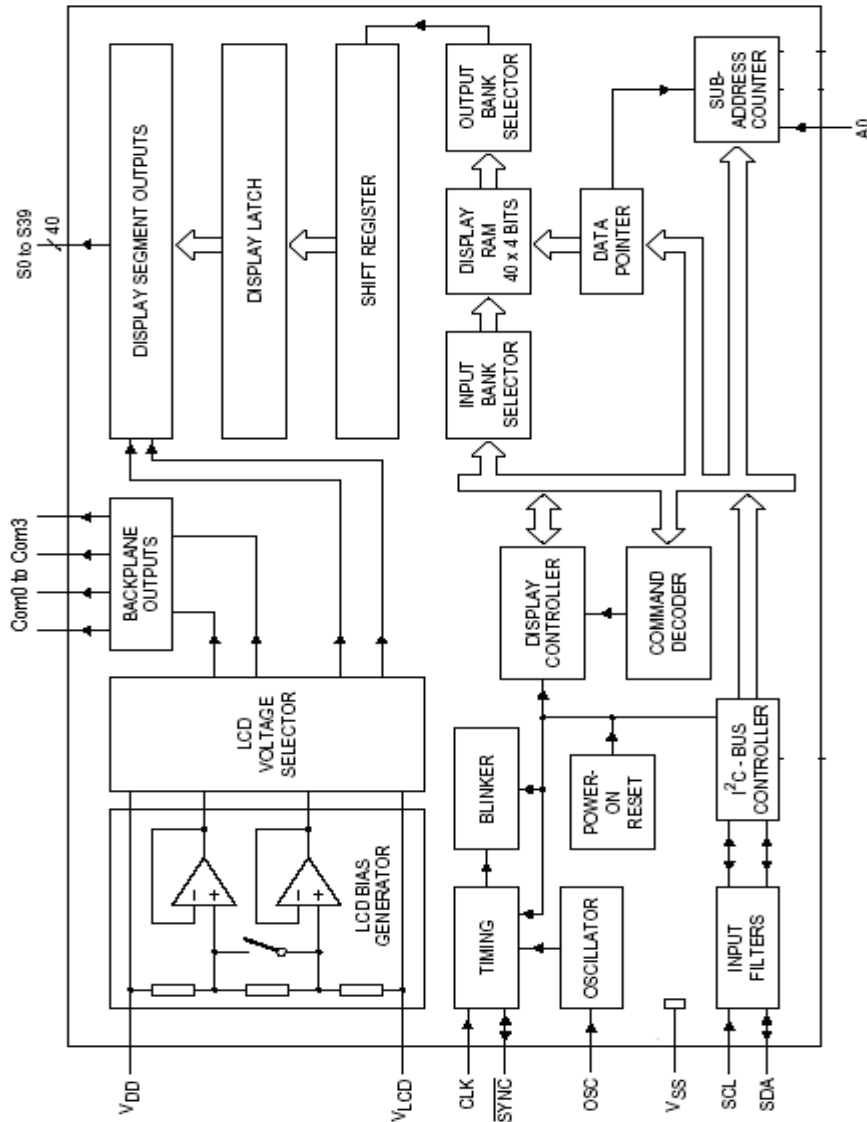 S0 to S39
40
Com0 to Com3
DISPLAY SEGMENT OUTPUTS
BACKPLANE
OUTPUTS
DISPLAY LATCH
SHIFT REGISTER
LCD
VOLTAGE
SELECTOR
LCD BIAS
GENERATOR
−
+
−
+
V_DD
V_LCD
CLK
SYNC
OSC
V_SS
SCL
SDA
TIMING
BLINKER
OSCILLATOR
POWER-
ON
RESET
INPUT
FILTERS
I²C - BUS
CONTROLLER
DISPLAY
CONTROLLER
COMMAND
DECODER
INPUT
BANK
SELECTOR
DISPLAY
RAM
40 x 4 BITS
OUTPUT
BANK
SELECTOR
DATA
POINTER
SUB-
ADDRESS
COUNTER
A0